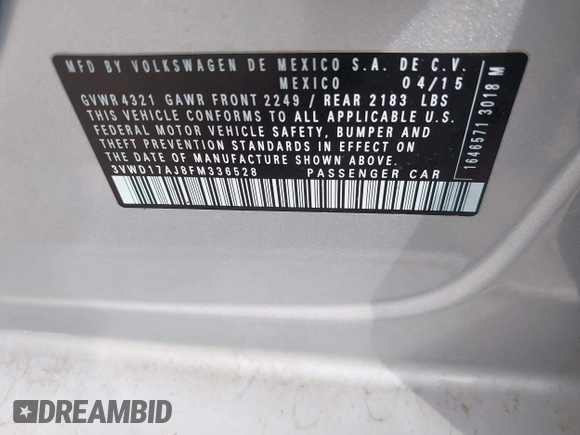 MFD BY VOLKSWAGEN DE MEXICO S.A. DE C.V.
MEXICO 04/15
GVWR 4321 GAWR FRONT 2249 / REAR 2183 LBS
THIS VEHICLE CONFORMS TO ALL APPLICABLE U.S.
FEDERAL MOTOR VEHICLE SAFETY, BUMPER AND
THEFT PREVENTION STANDARDS IN EFFECT ON
THE DATE OF MANUFACTURE SHOWN ABOVE.
3VWD17AJ8FM336528 PASSENGER CAR
1646571 3018 M
DREAMBID